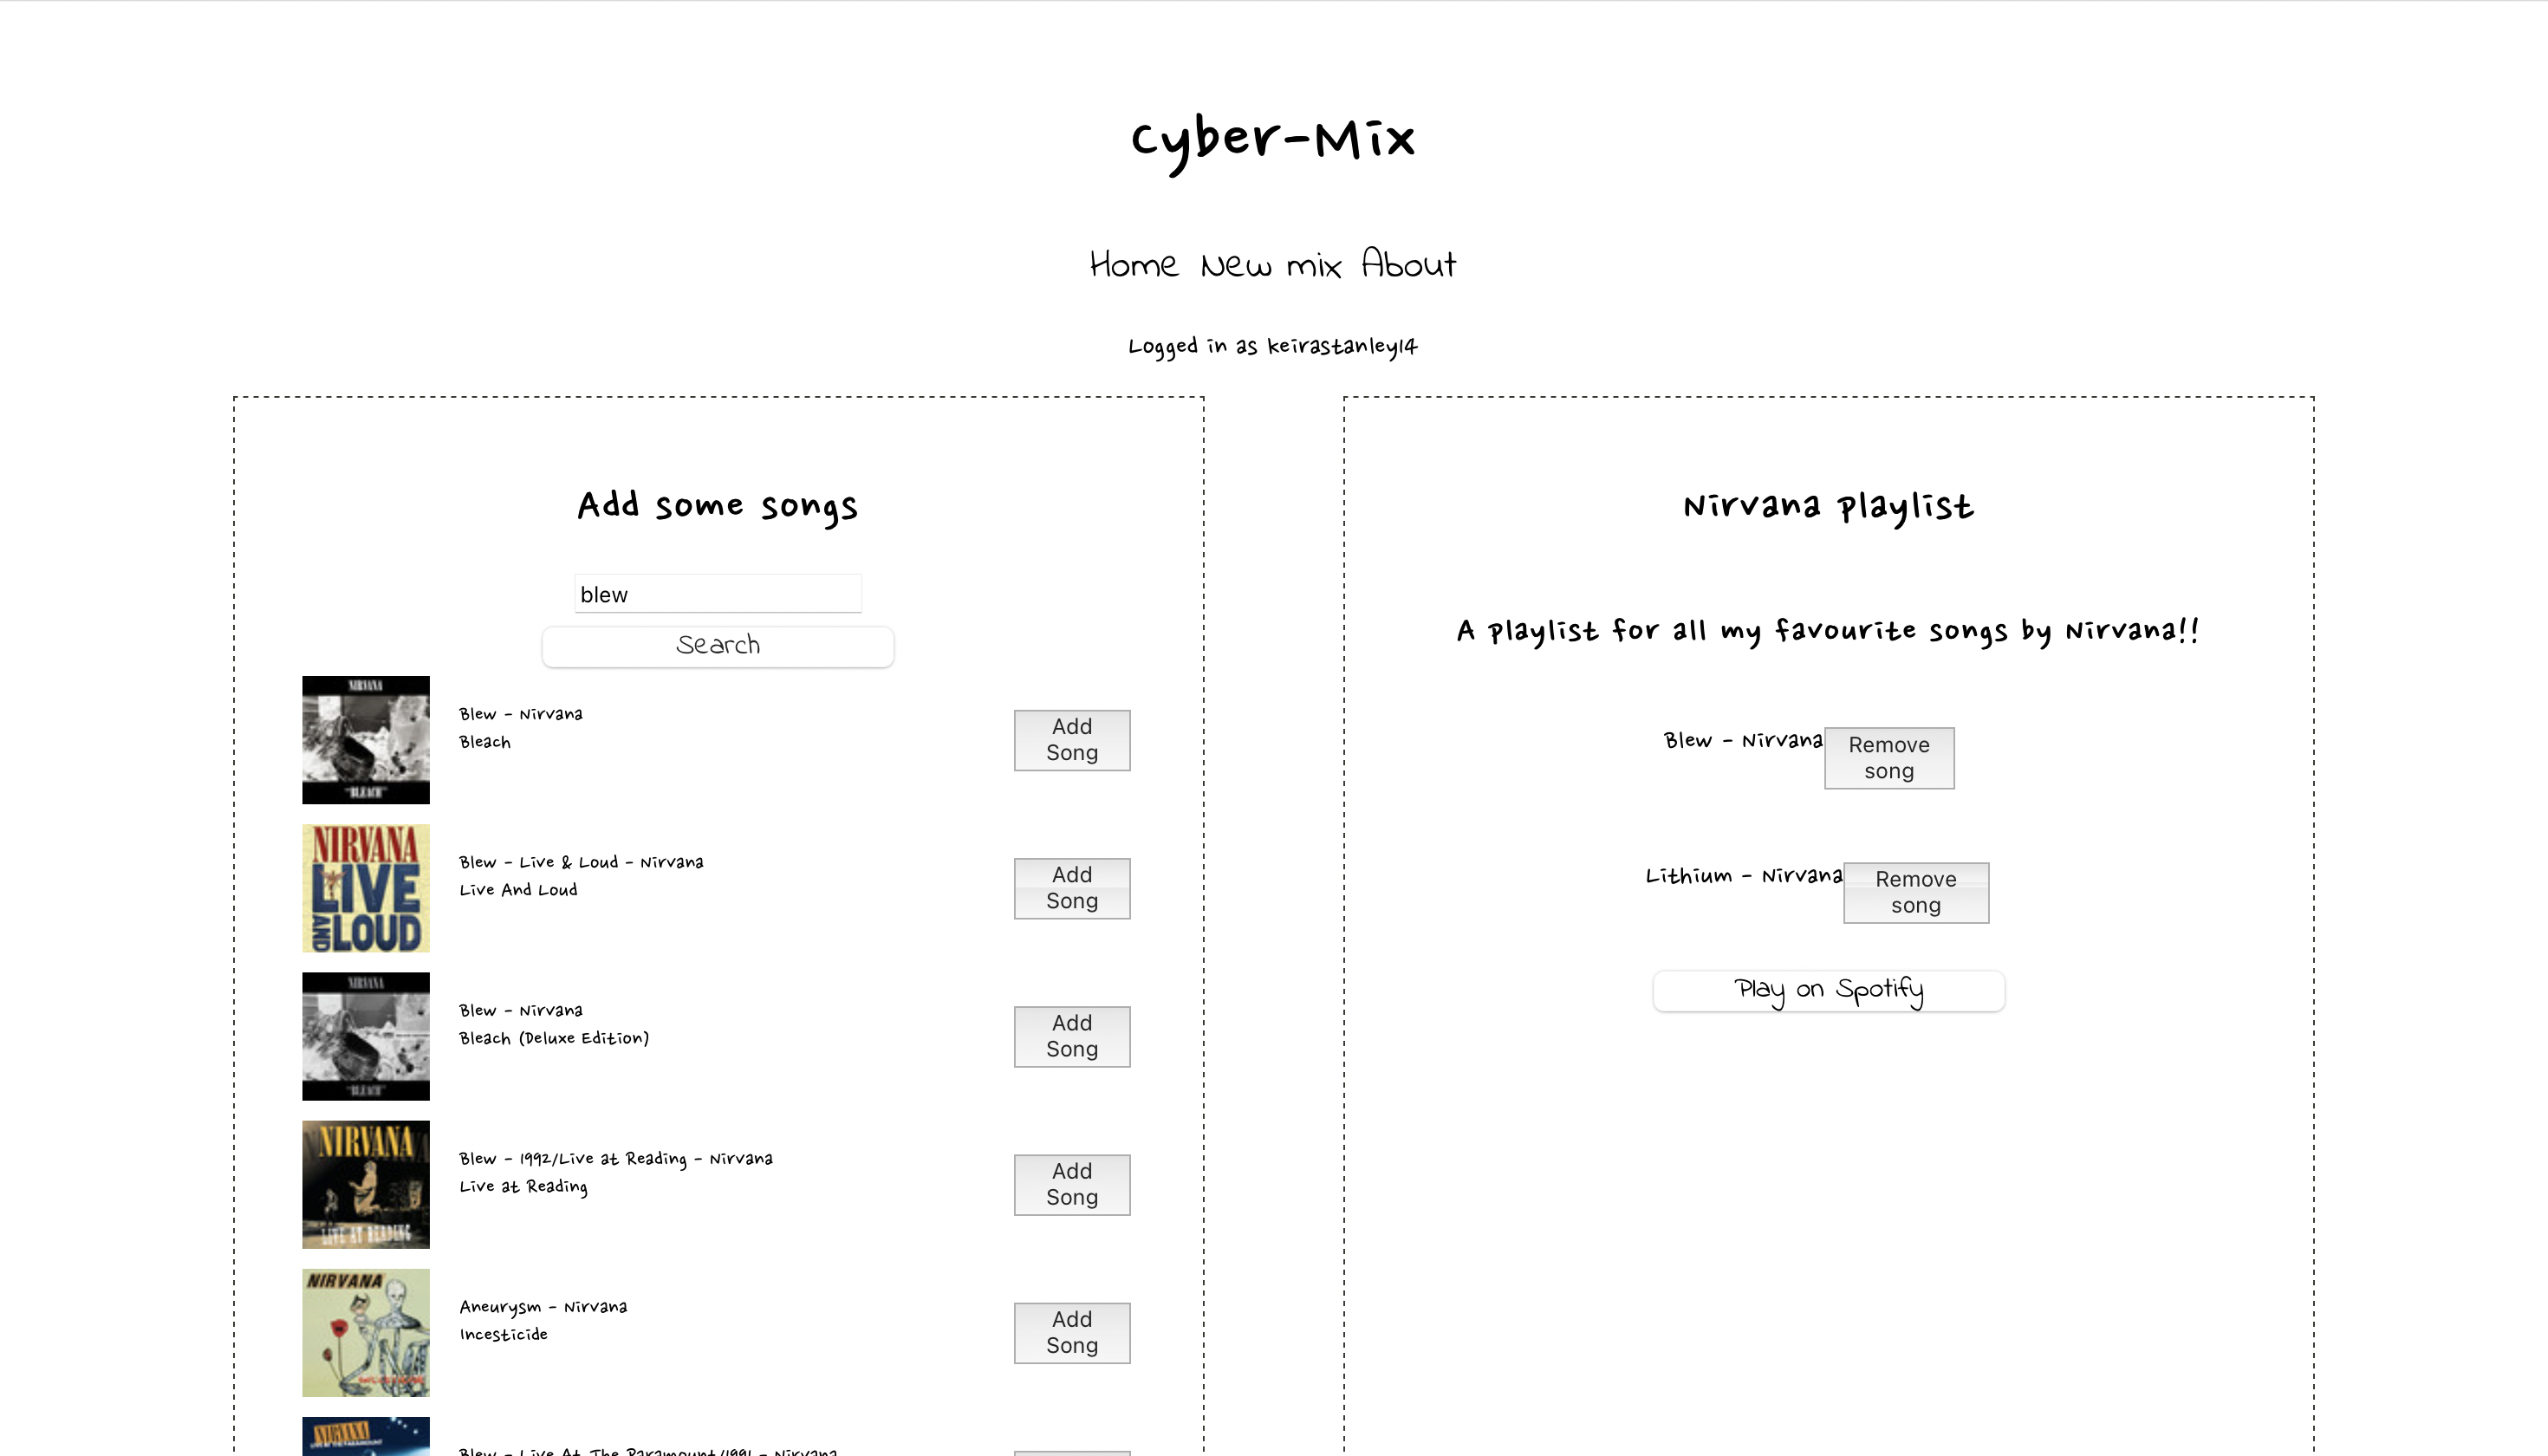 Cyber-Mix
Home New mix About
Logged in as keirastanley14
Add some songs
blew
Search
NIRVANA
"BLEACH"
Blew - Nirvana
Bleach
Add
Song
NIRVANA
LIVE
AND
LOUD
Blew - Live & Loud - Nirvana
Live And Loud
Add
Song
NIRVANA
"BLEACH"
Blew - Nirvana
Bleach (Deluxe Edition)
Add
Song
NIRVANA
LIVE AT READING
Blew - 1992/Live at Reading - Nirvana
Live at Reading
Add
Song
NIRVANA
Aneurysm - Nirvana
Incesticide
Add
Song
NIRVANA
Blew - Live At The Paramount/1991 - Nirvana
Nirvana playlist
A playlist for all my favourite songs by Nirvana!!
Blew - Nirvana
Remove
song
Lithium - Nirvana
Remove
song
Play on Spotify